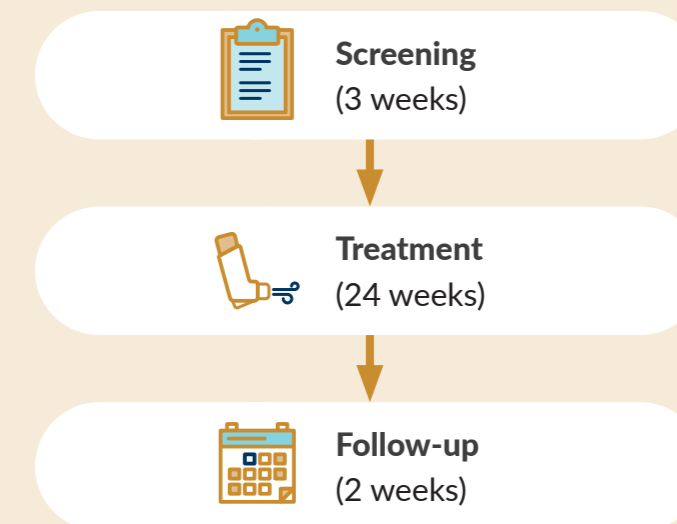 Screening
(3 weeks)
Treatment
(24 weeks)
Follow-up
(2 weeks)